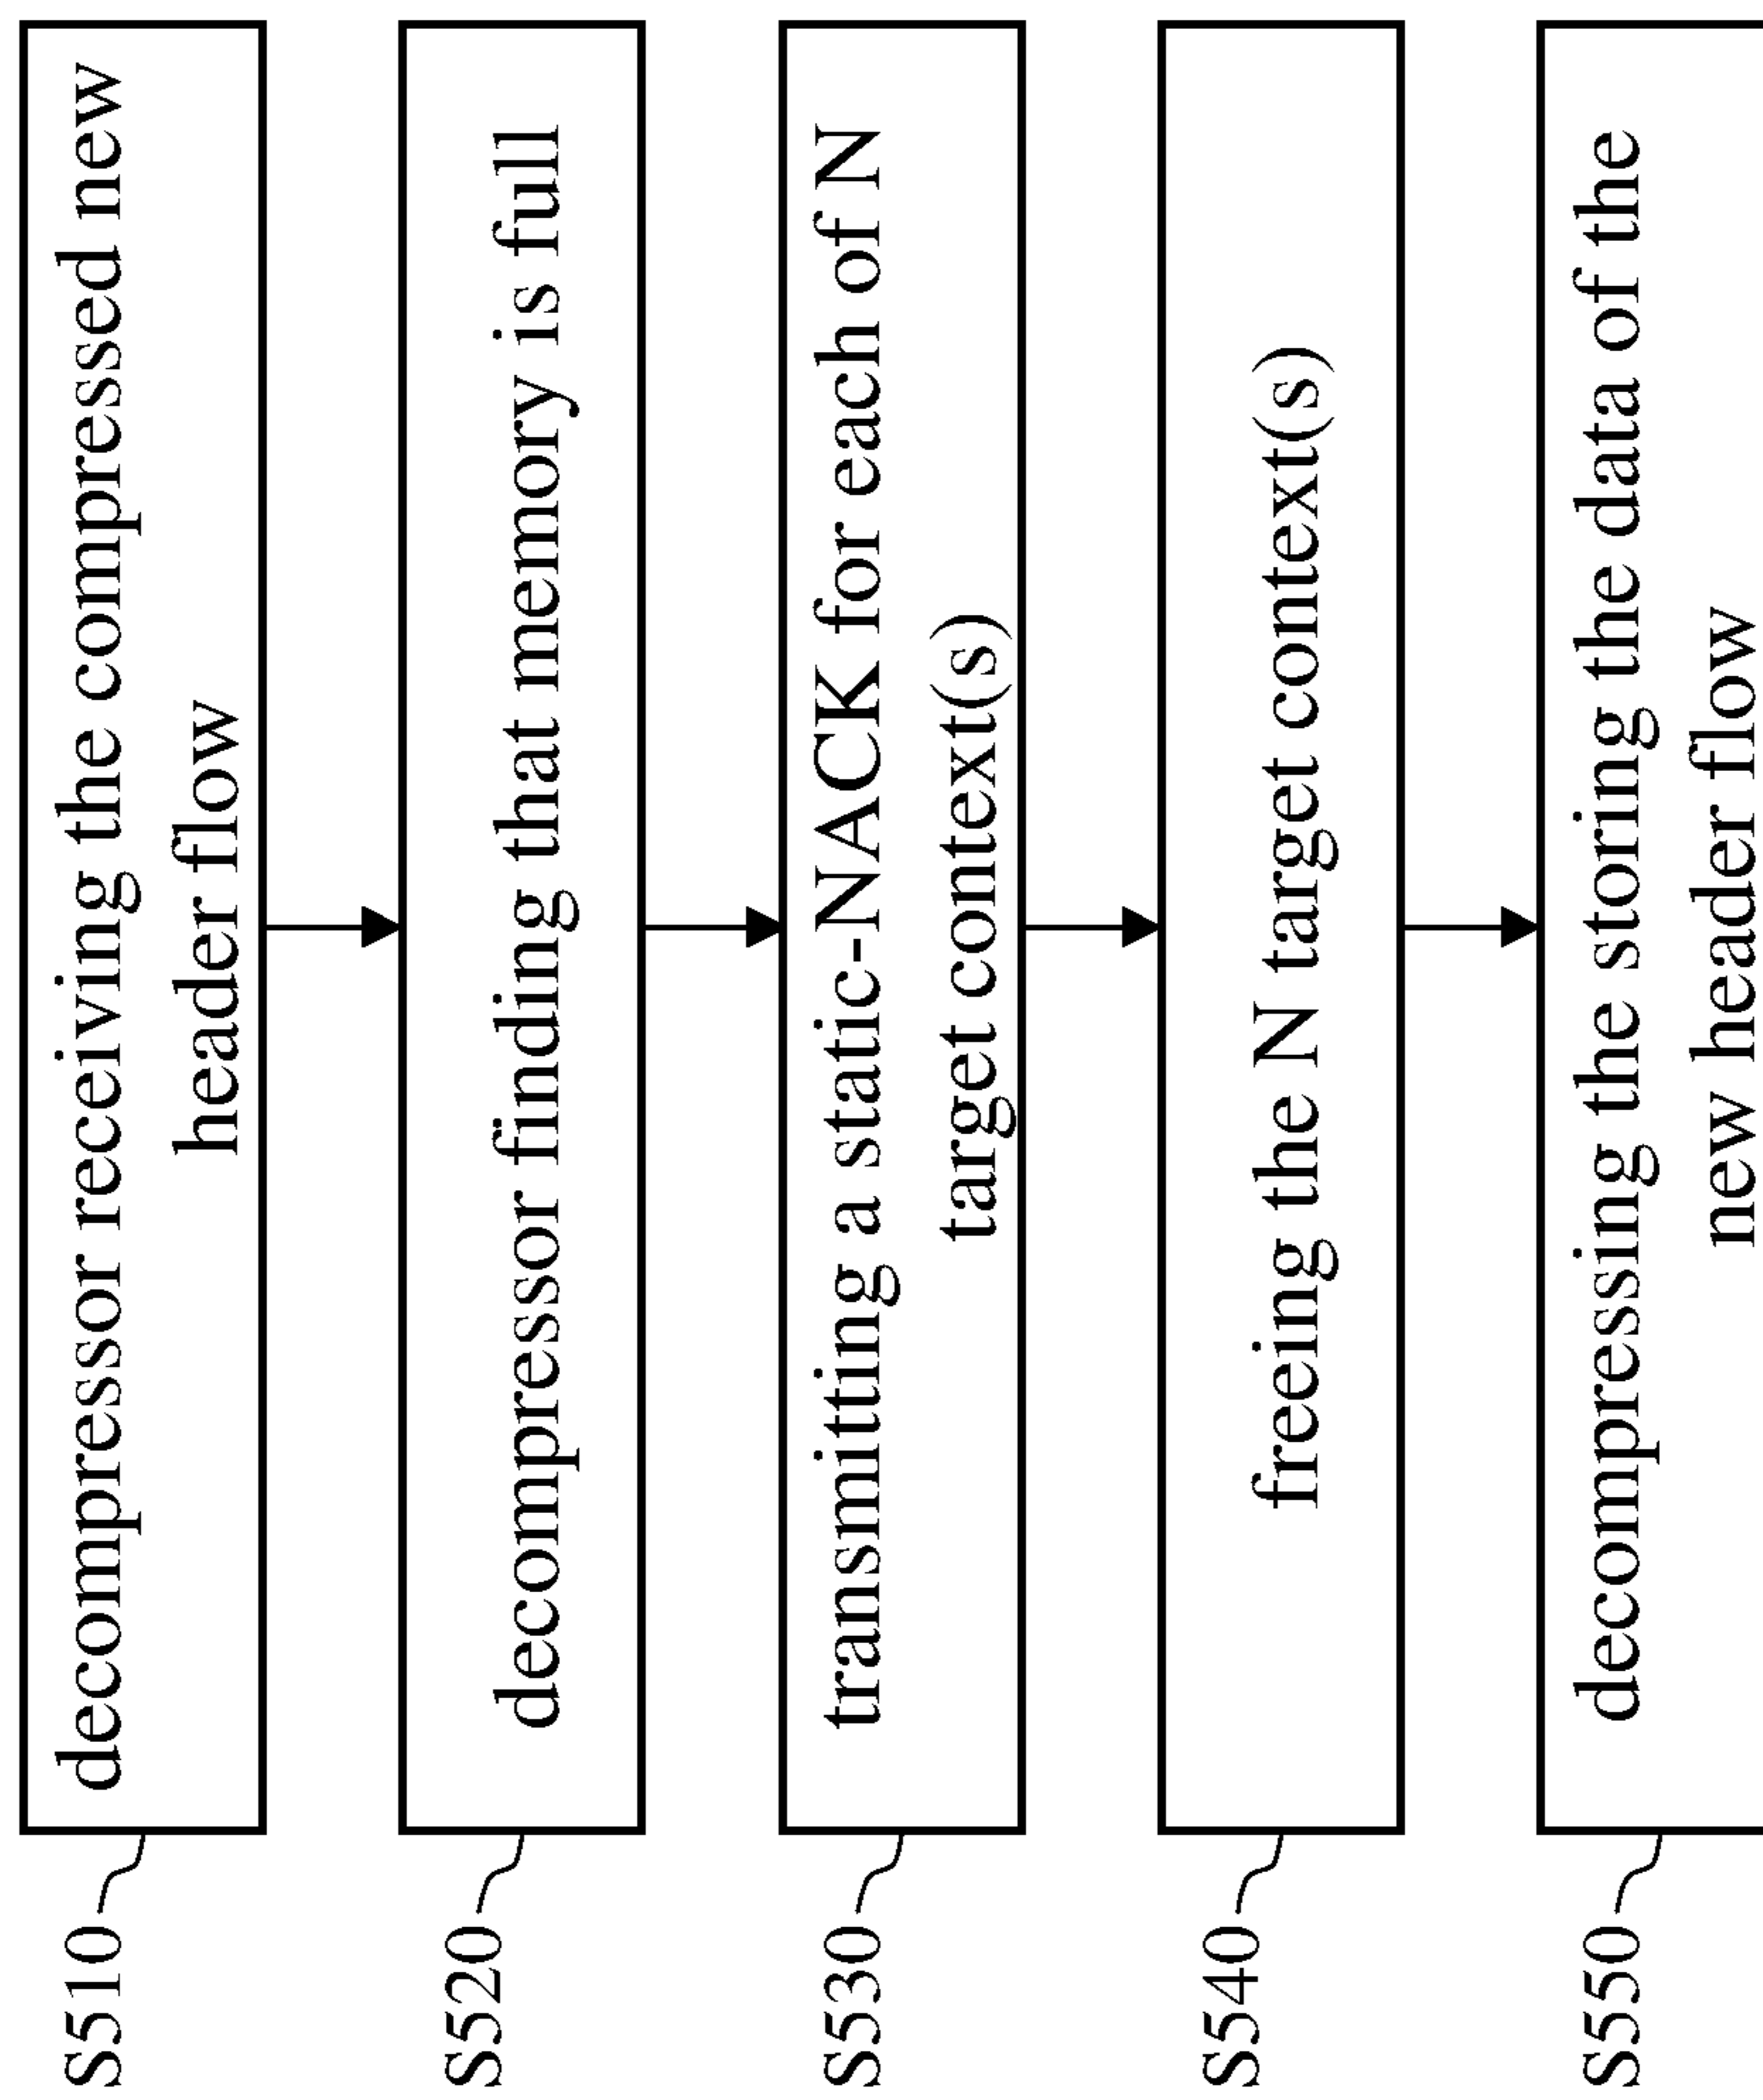 S510
decompressor receiving the compressed new
header flow
S520
decompressor finding that memory is full
S530
transmitting a static-NACK for each of N
target context(s)
S540
freeing the N target context(s)
S550
decompressing the storing the data of the
new header flow